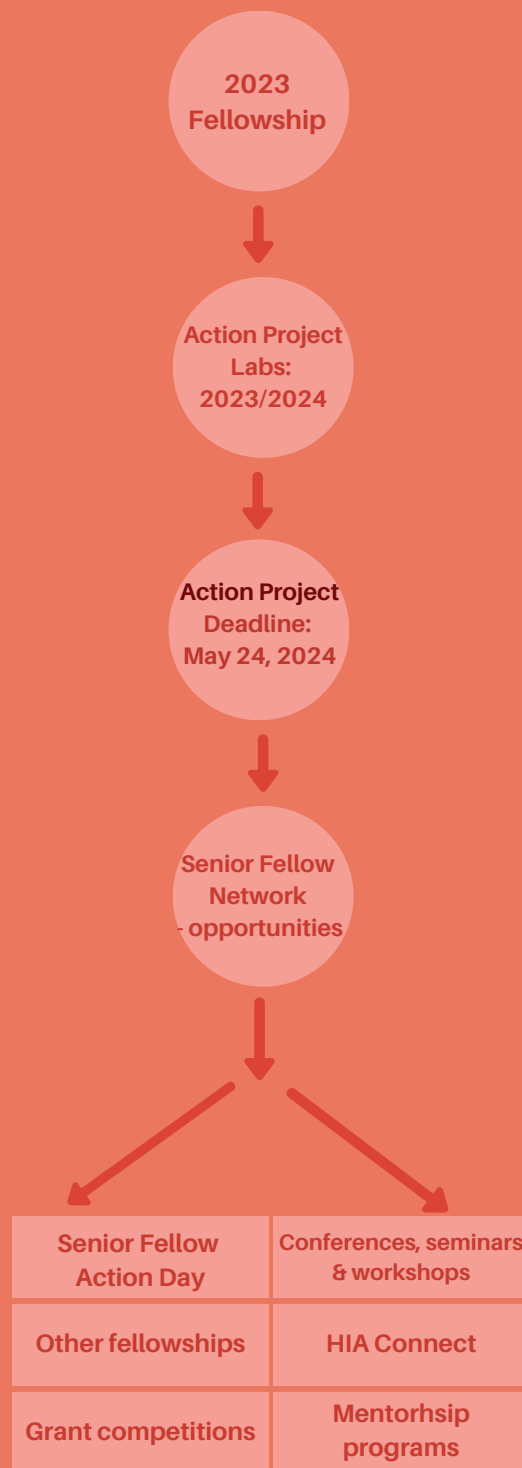 2023
Fellowship
Action Project
Labs:
2023/2024
Action Project
Deadline:
May 24, 2024
Senior Fellow
Network
- opportunities
Senior Fellow
Action Day
Conferences, seminars
& workshops
Other fellowships
HIA Connect
Grant competitions
Mentorhsip
programs